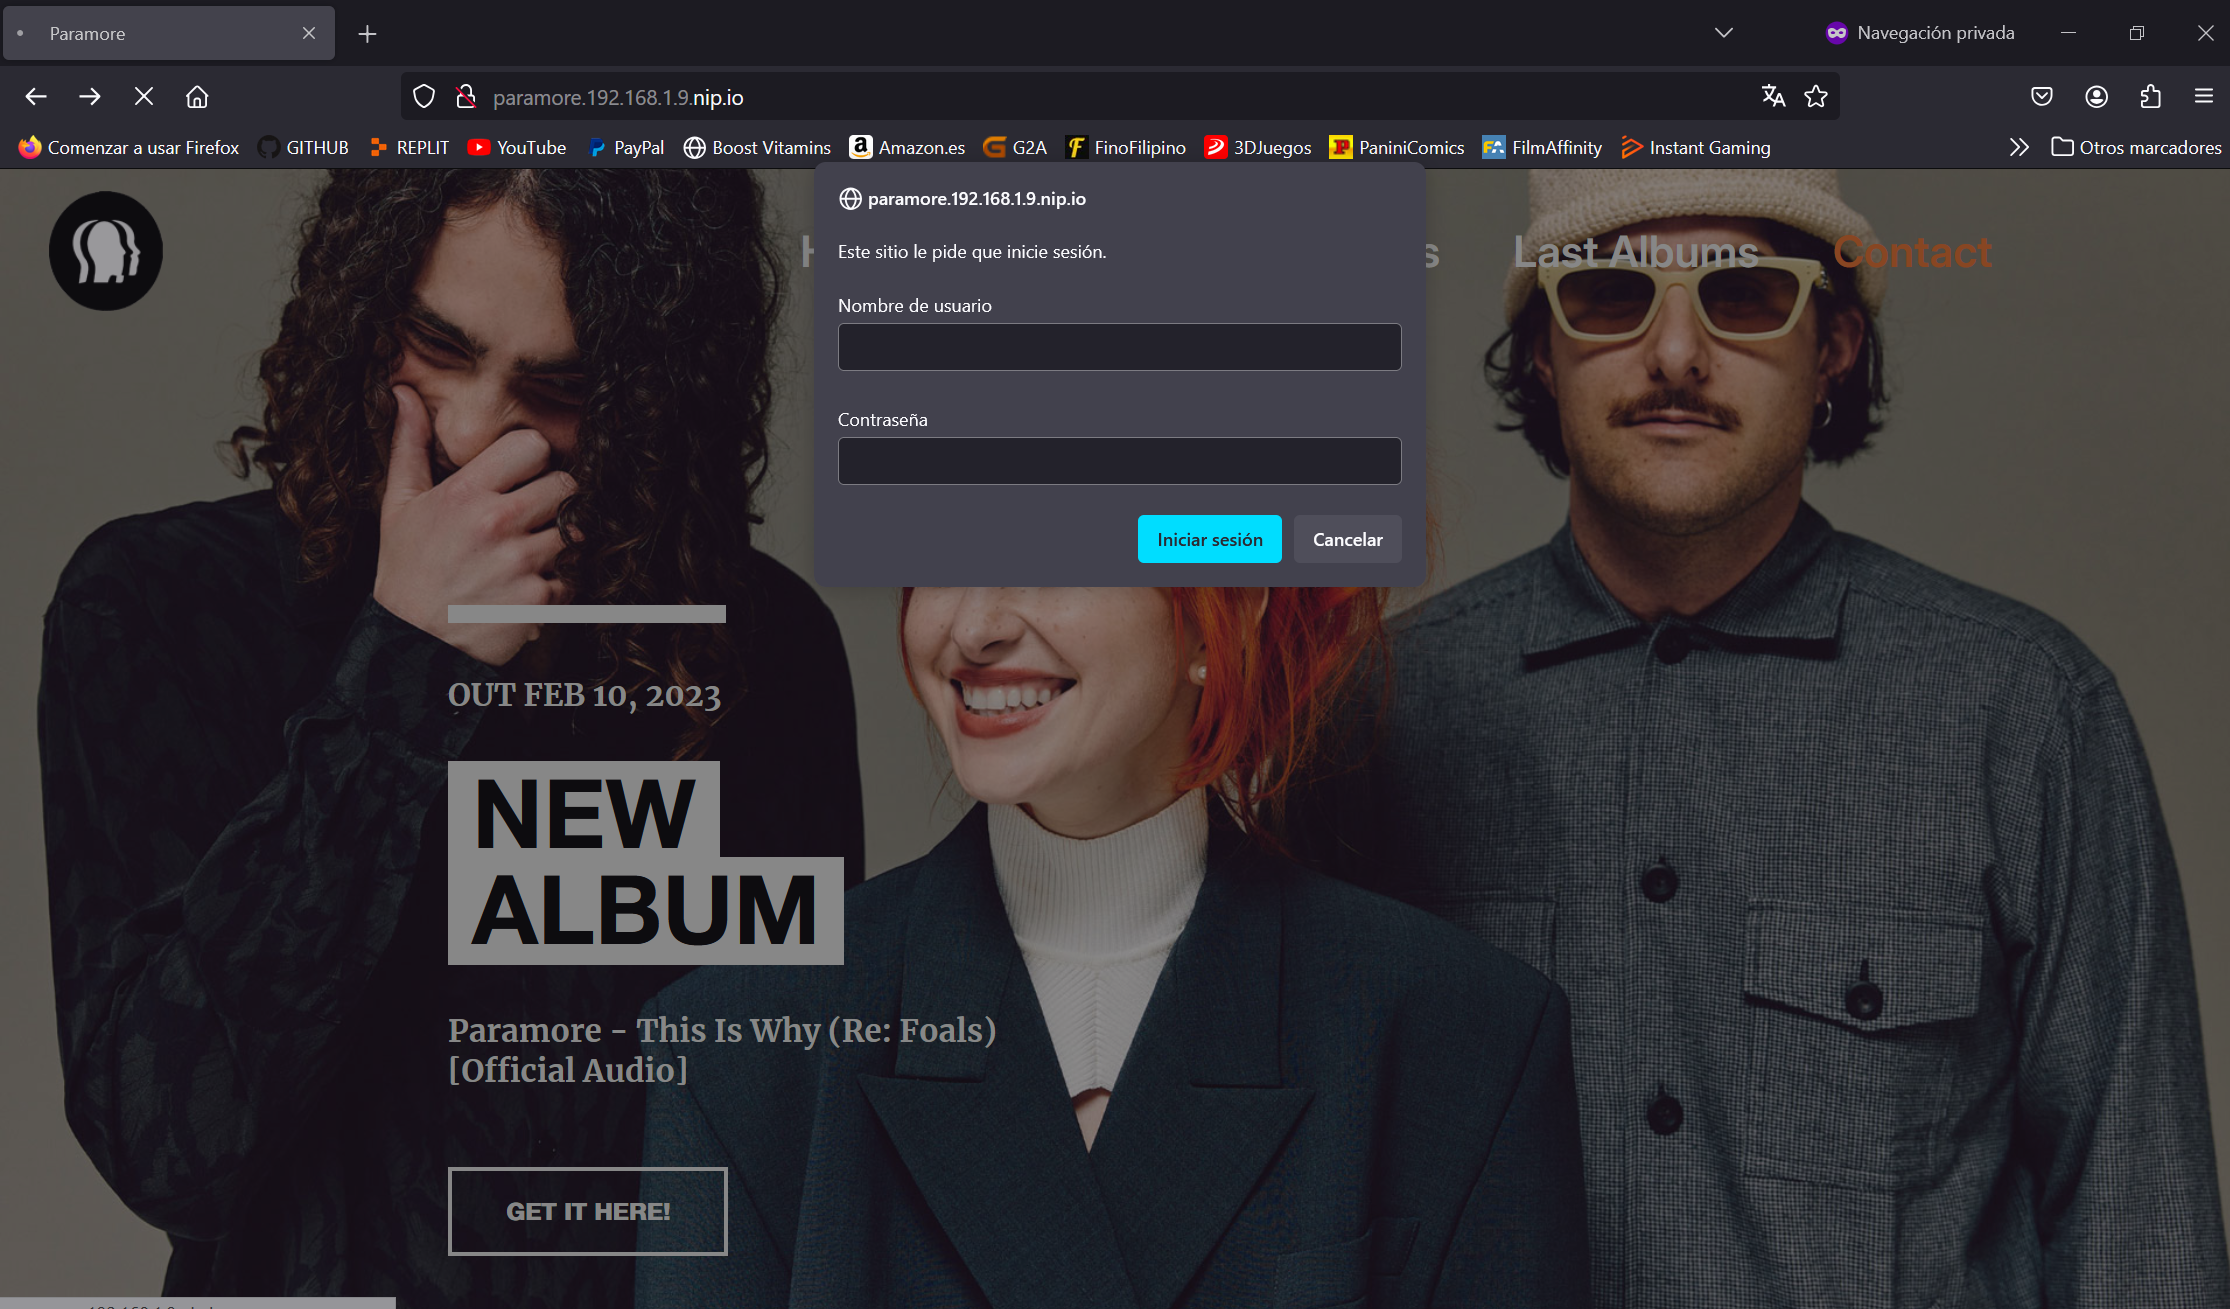 Paramore
Navegación privada
paramore.192.168.1.9.nip.io
Comenzar a usar Firefox GITHUB REPLIT YouTube PayPal Boost Vitamins Amazon.es G2A FinoFilipino 3DJuegos PaniniComics FilmAffinity Instant Gaming Otros marcadores
paramore.192.168.1.9.nip.io
Este sitio le pide que inicie sesión.
Last Albums Contact
Nombre de usuario
Contraseña
Iniciar sesión Cancelar
OUT FEB 10, 2023
NEW
ALBUM
Paramore - This Is Why (Re: Foals)
[Official Audio]
GET IT HERE!